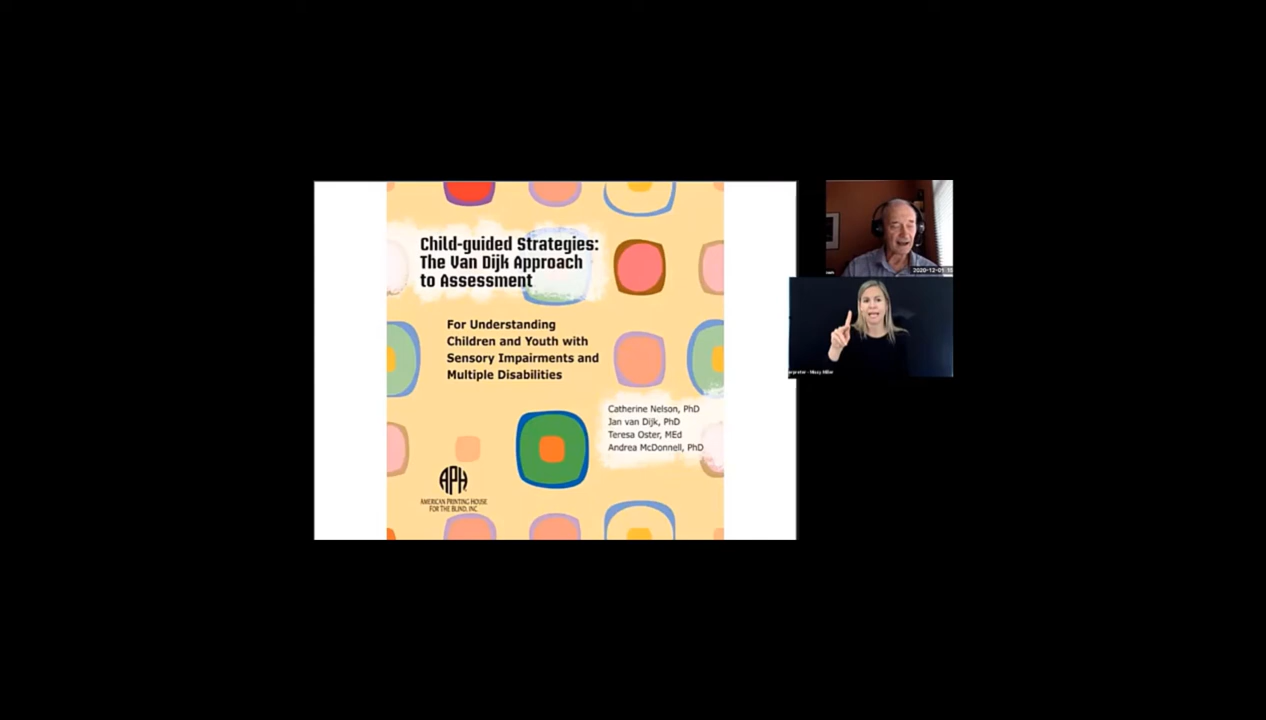 Child-guided Strategies:
The Van Dijk Approach
to Assessment
For Understanding
Children and Youth with
Sensory Impairments and
Multiple Disabilities
Catherine Nelson, PhD
Jan van Dijk, PhD
Teresa Oster, MEd
Andrea McDonnell, PhD
APH
AMERICAN PRINTING HOUSE
FOR THE BLIND, INC